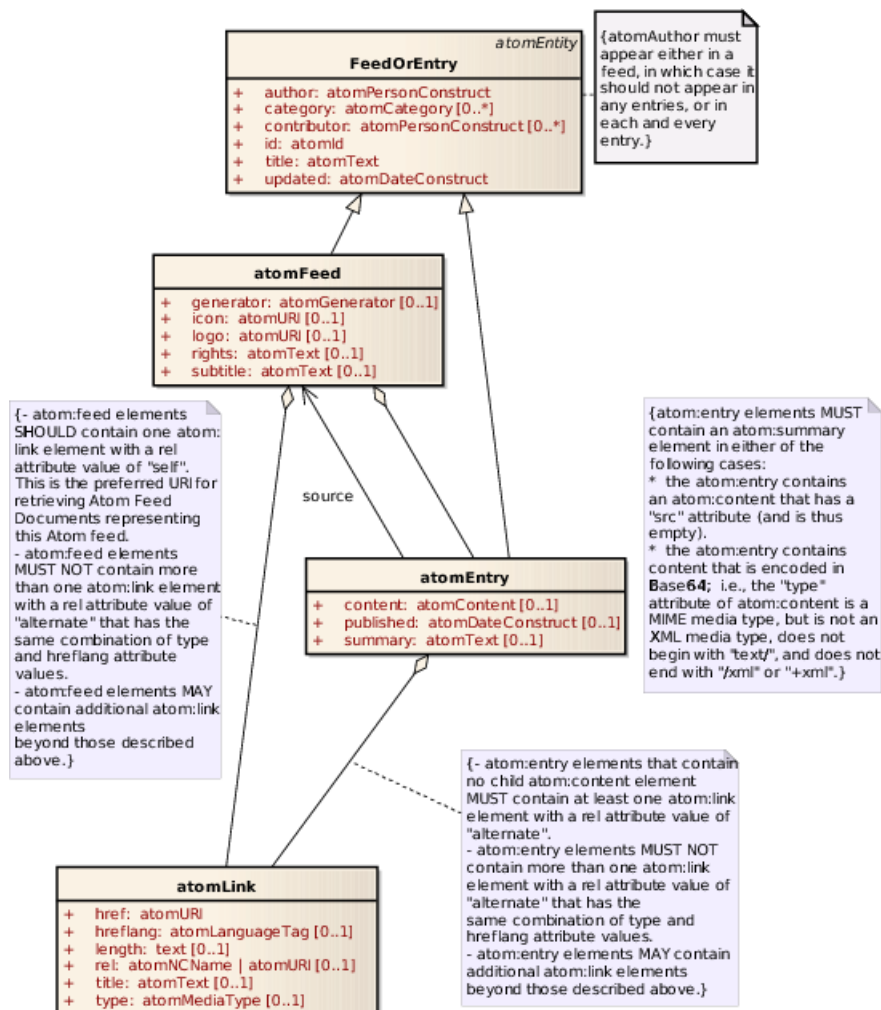 atomEntity
FeedOrEntry
+ author: atomPersonConstruct
+ category: atomCategory [0..*]
+ contributor: atomPersonConstruct [0..*]
+ id: atomId
+ title: atomText
+ updated: atomDateConstruct
{atomAuthor must
appear either in a
feed, in which case it
should not appear in
any entries, or in
each and every
entry.}
atomFeed
+ generator: atomGenerator [0..1]
+ icon: atomURI [0..1]
+ logo: atomURI [0..1]
+ rights: atomText [0..1]
+ subtitle: atomText [0..1]
{- atom:feed elements
SHOULD contain one atom:
link element with a rel
attribute value of "self".
This is the preferred URI for
retrieving Atom Feed
Documents representing
this Atom feed.
- atom:feed elements
MUST NOT contain more
than one atom:link element
with a rel attribute value of
"alternate" that has the
same combination of type
and hreflang attribute
values.
- atom:feed elements MAY
contain additional atom:link
elements
beyond those described
above.}
source
{atom:entry elements MUST
contain an atom:summary
element in either of the
following cases:
* the atom:entry contains
an atom:content that has a
"src" attribute (and is thus
empty).
* the atom:entry contains
content that is encoded in
Base64; i.e., the "type"
attribute of atom:content is a
MIME media type, but is not an
XML media type, does not
begin with "text/", and does not
end with "/xml" or "+xml".}
atomEntry
+ content: atomContent [0..1]
+ published: atomDateConstruct [0..1]
+ summary: atomText [0..1]
{- atom:entry elements that contain
no child atom:content element
MUST contain at least one atom:link
element with a rel attribute value of
"alternate".
- atom:entry elements MUST NOT
contain more than one atom:link
element with a rel attribute value of
"alternate" that has the
same combination of type and
hreflang attribute values.
- atom:entry elements MAY contain
additional atom:link elements
beyond those described above.}
atomLink
+ href: atomURI
+ hreflang: atomLanguageTag [0..1]
+ length: text [0..1]
+ rel: atomNCName | atomURI [0..1]
+ title: atomText [0..1]
+ type: atomMediaType [0..1]